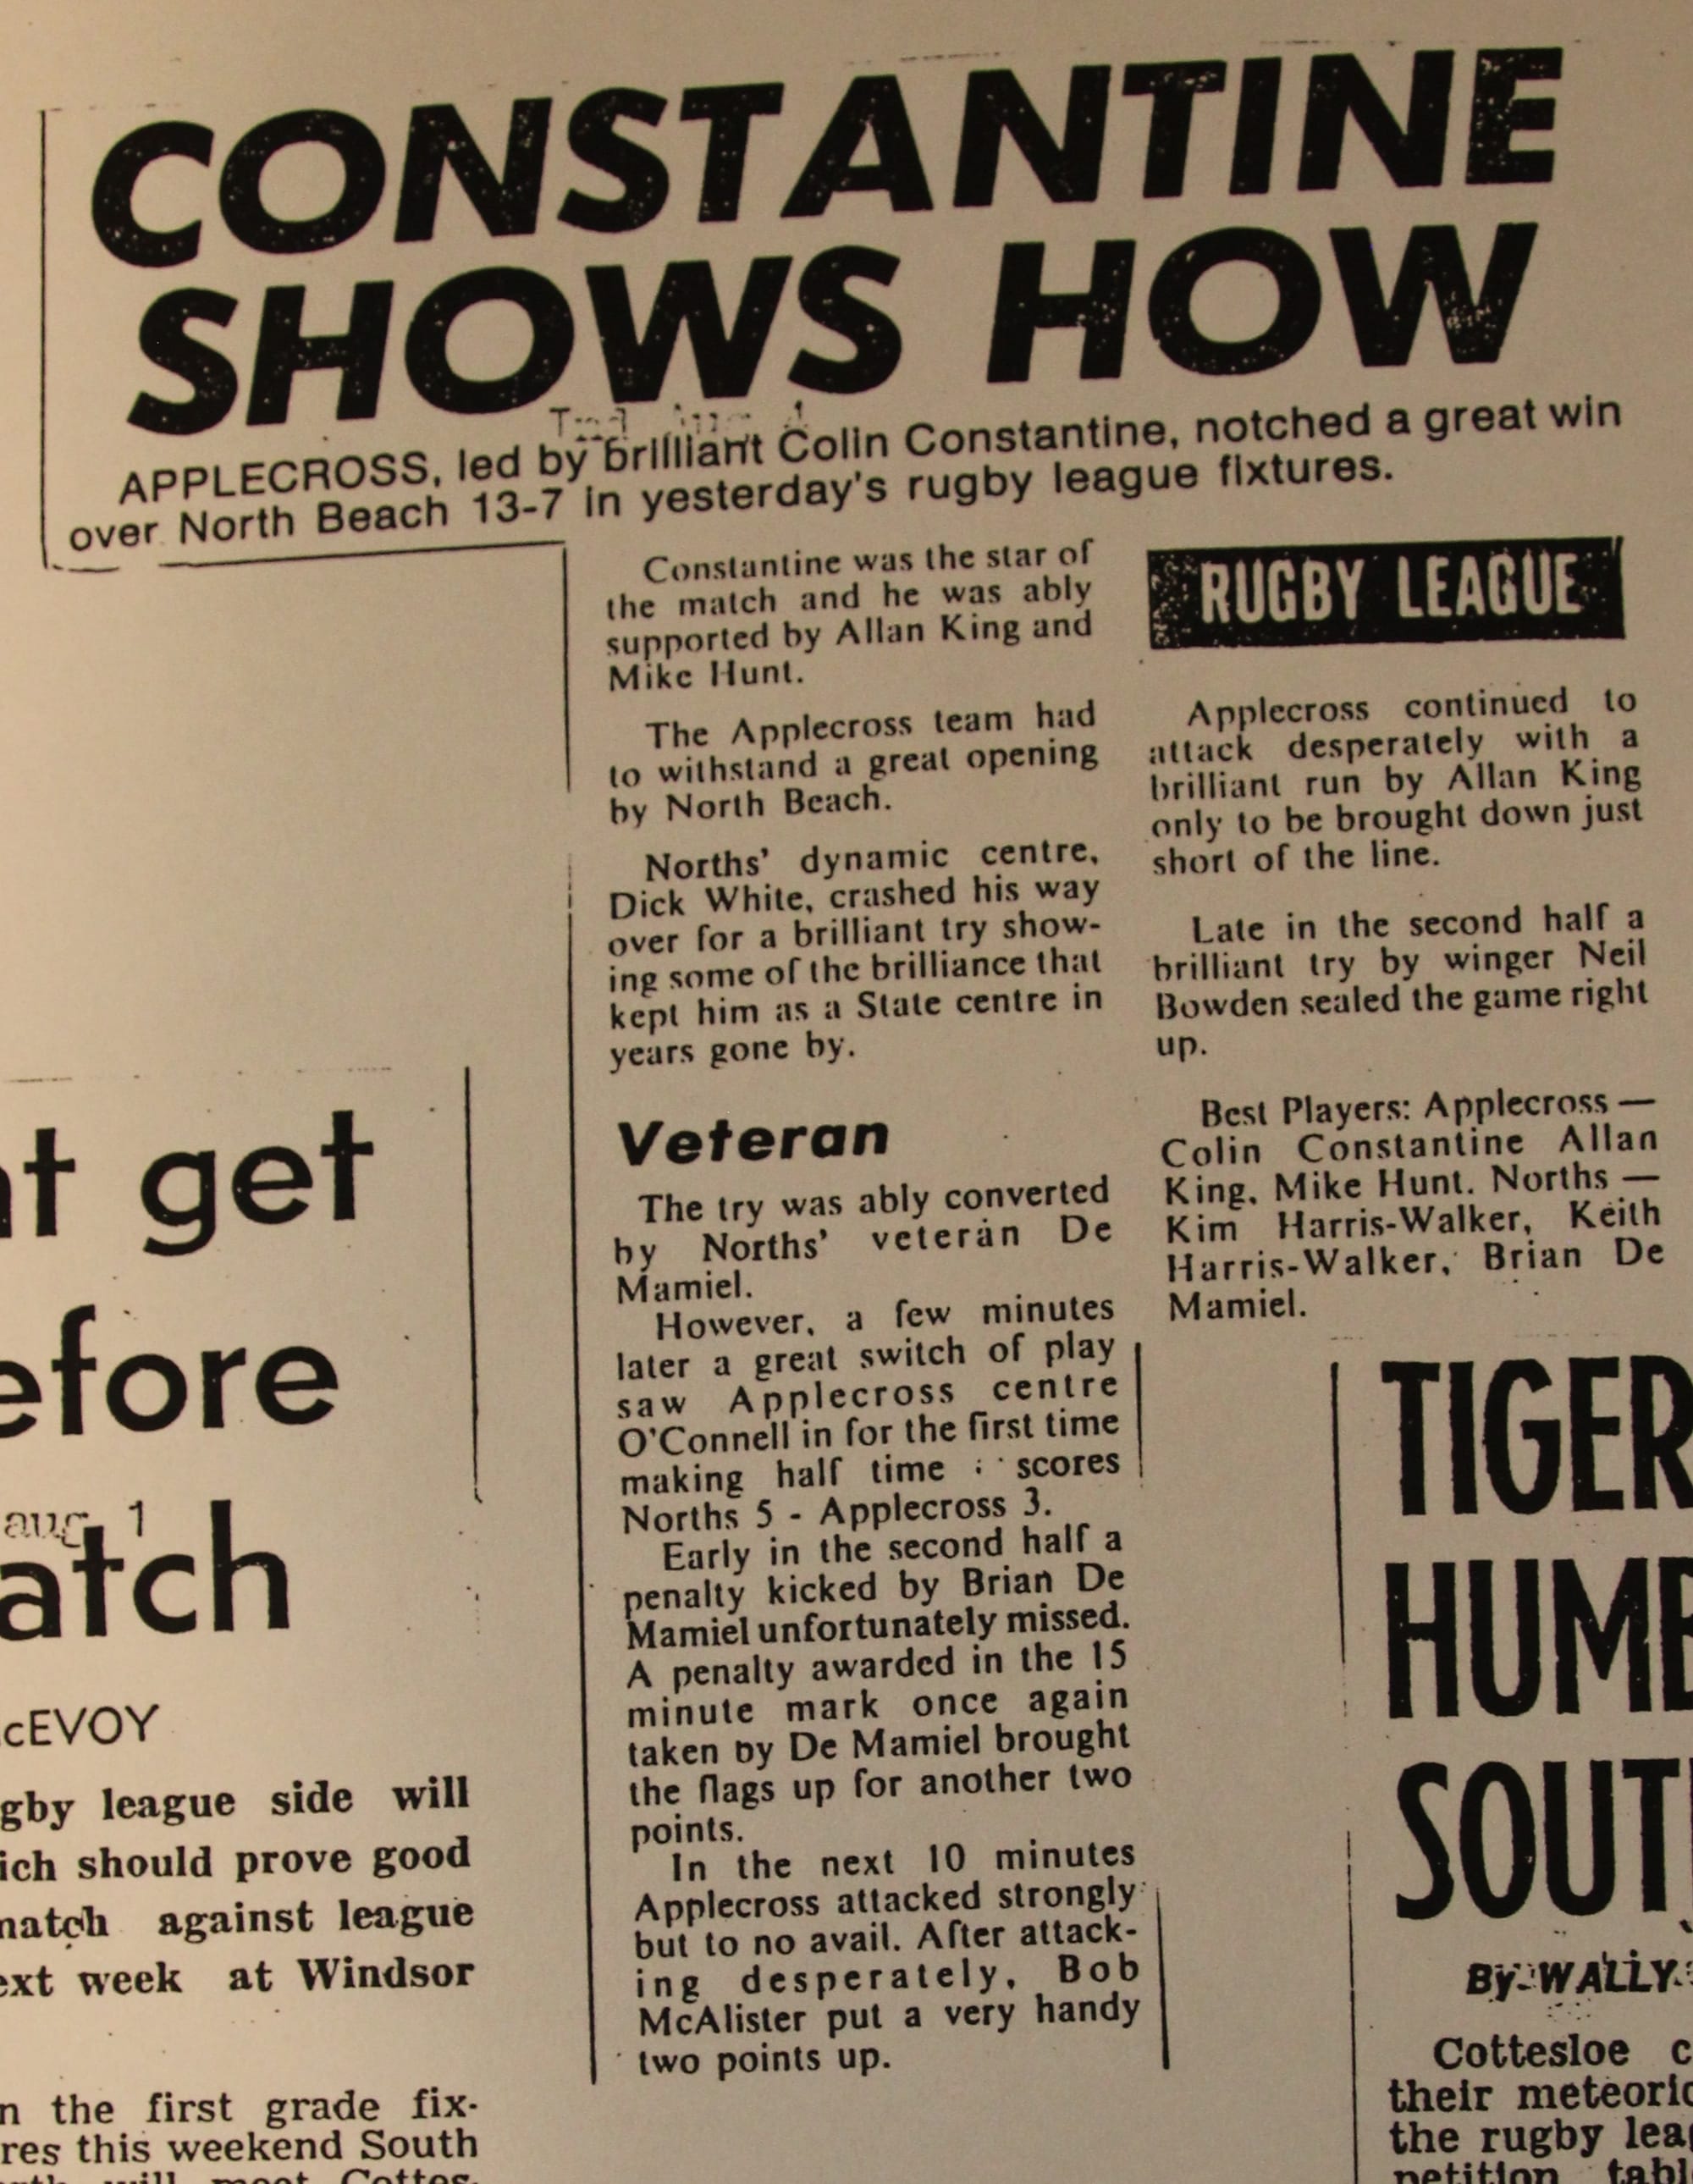 CONSTANTINE
SHOWS HOW
APPLECROSS, led by brilliant Colin Constantine, notched a great win
over North Beach 13-7 in yesterday's rugby league fixtures.
Constantine was the star of
the match and he was ably
supported by Allan King and
Mike Hunt.
The Applecross team had
to withstand a great opening
by North Beach.
Norths' dynamic centre,
Dick White, crashed his way
over for a brilliant try show-
ing some of the brilliance that
kept him as a State centre in
years gone by.
Veteran
The try was ably converted
by Norths' veteran De
Mamiel.
However, a few minutes
later a great switch of play
saw Applecross centre
O'Connell in for the first time
making half time scores
Norths 5 - Applecross 3.
Early in the second half a
penalty kicked by Brian De
Mamiel unfortunately missed.
A penalty awarded in the 15
minute mark once again
taken by De Mamiel brought
the flags up for another two
points.
In the next 10 minutes
Applecross attacked strongly
but to no avail. After attack-
ing desperately, Bob
McAlister put a very handy
two points up.
RUGBY LEAGUE
Applecross continued to
attack desperately with a
brilliant run by Allan King
only to be brought down just
short of the line.
Late in the second half a
brilliant try by winger Neil
Bowden sealed the game right
up.
Best Players: Applecross —
Colin Constantine Allan
King, Mike Hunt. Norths —
Kim Harris-Walker, Keith
Harris-Walker, Brian De
Mamiel.
get
efore
aug 1
atch
cEVOY
gby league side will
ich should prove good
match against league
ext week at Windsor
n the first grade fix-
res this weekend South
will meet Cottes-
TIGER
HUMB
SOUT
By WALLY
Cottesloe c
their meteoric
the rugby leag
petition tabl